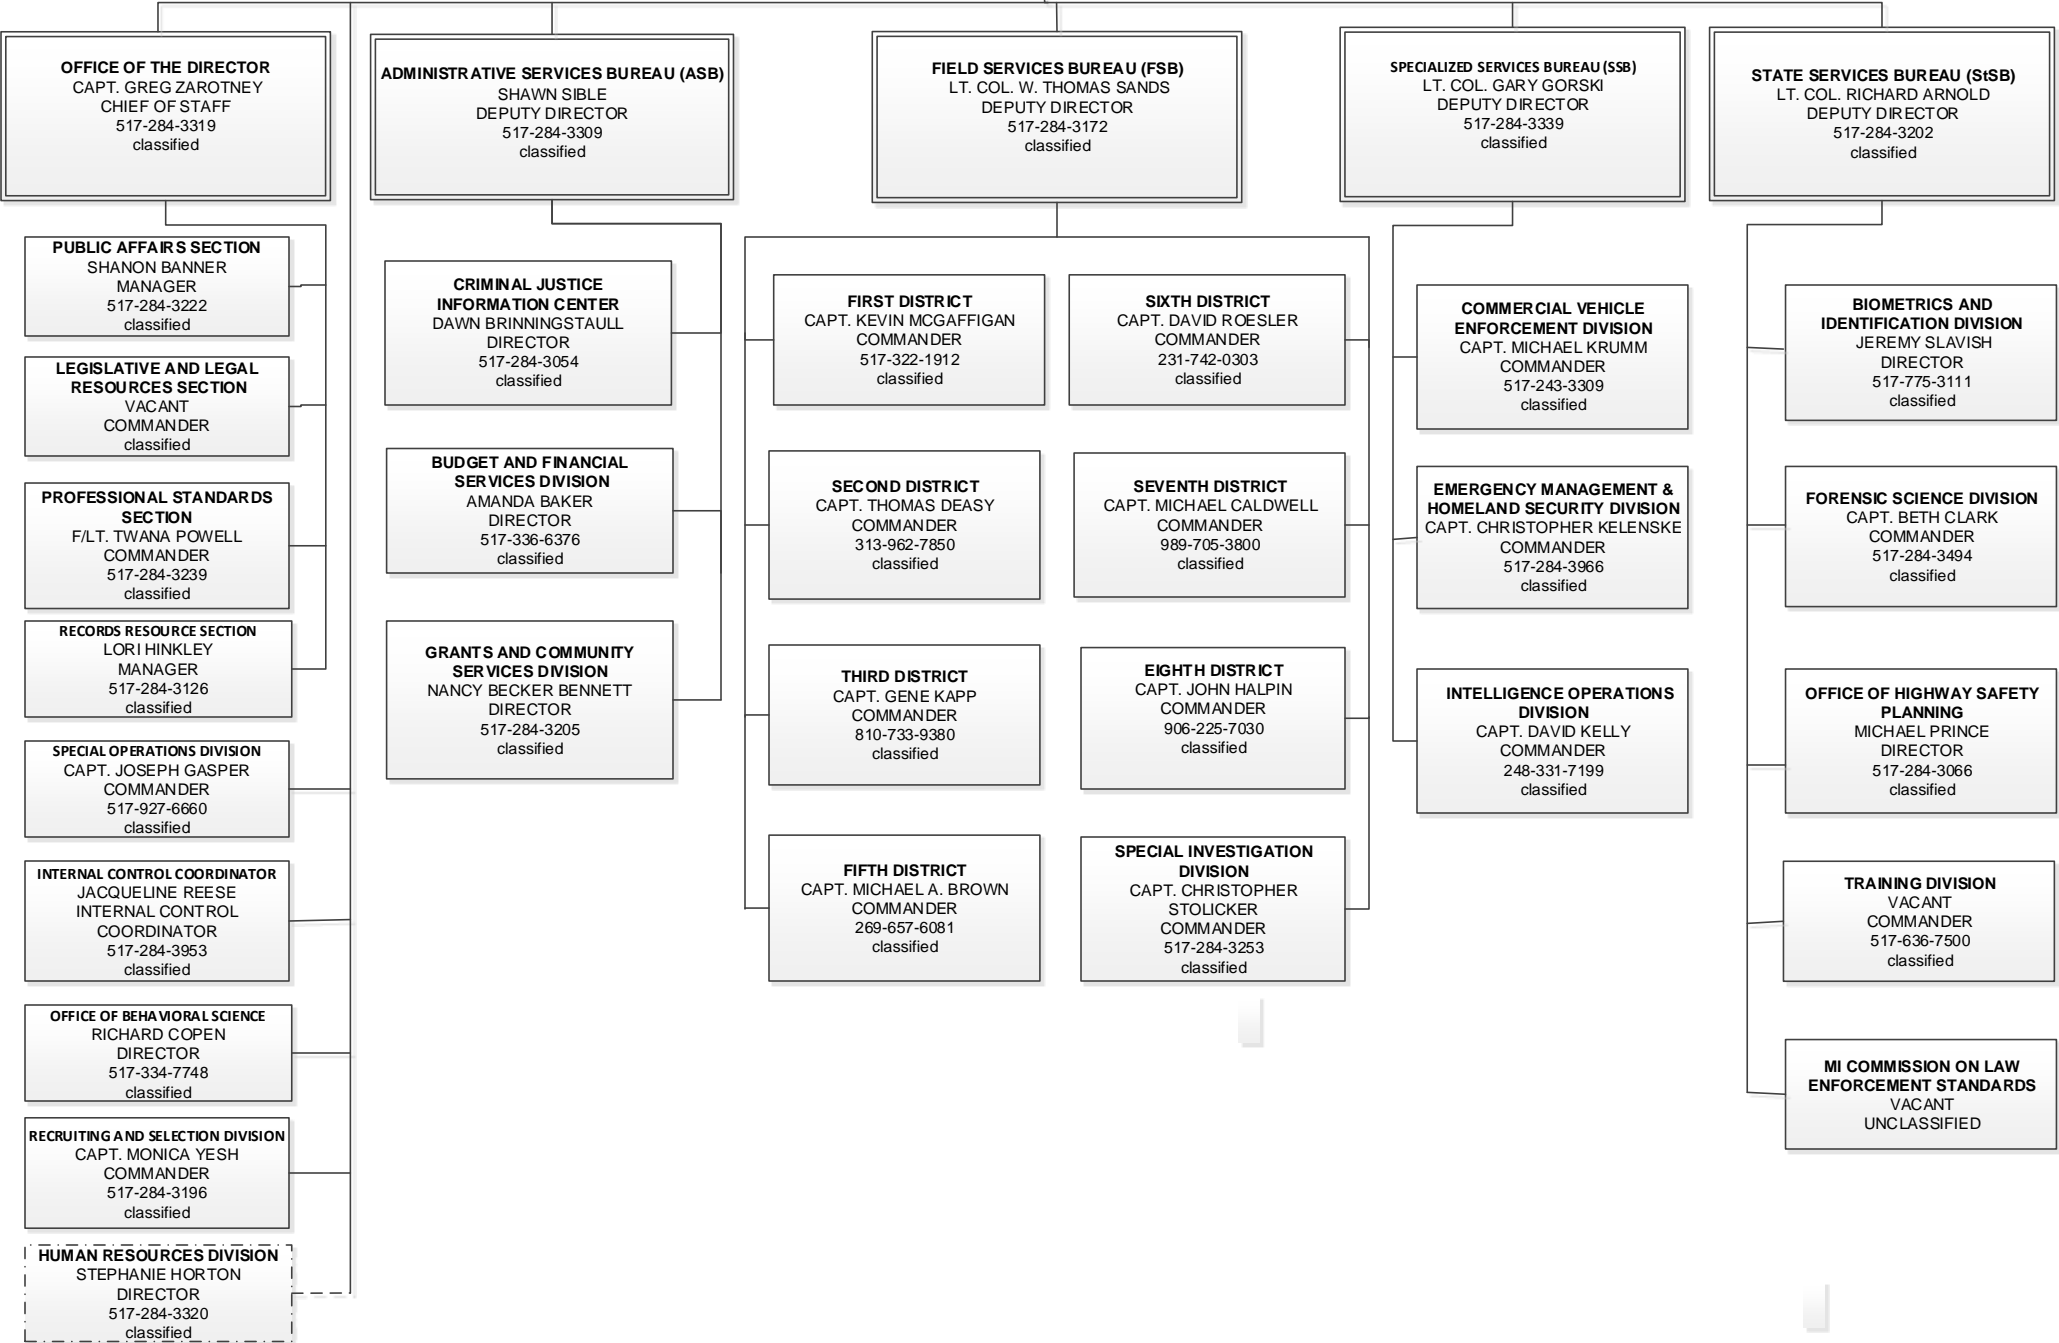 OFFICE OF THE DIRECTOR
CAPT. GREG ZAROTNEY
CHIEF OF STAFF
517-284-3319
classified
ADMINISTRATIVE SERVICES BUREAU (ASB)
SHAWN SIBLE
DEPUTY DIRECTOR
517-284-3309
classified
FIELD SERVICES BUREAU (FSB)
LT. COL. W. THOMAS SANDS
DEPUTY DIRECTOR
517-284-3172
classified
SPECIALIZED SERVICES BUREAU (SSB)
LT. COL. GARY GORSKI
DEPUTY DIRECTOR
517-284-3339
classified
STATE SERVICES BUREAU (StSB)
LT. COL. RICHARD ARNOLD
DEPUTY DIRECTOR
517-284-3202
classified
PUBLIC AFFAIRS SECTION
SHANON BANNER
MANAGER
517-284-3222
classified
LEGISLATIVE AND LEGAL
RESOURCES SECTION
VACANT
COMMANDER
classified
PROFESSIONAL STANDARDS
SECTION
F/LT. TWANA POWELL
COMMANDER
517-284-3239
classified
RECORDS RESOURCE SECTION
LORI HINKLEY
MANAGER
517-284-3126
classified
SPECIAL OPERATIONS DIVISION
CAPT. JOSEPH GASPER
COMMANDER
517-927-6660
classified
INTERNAL CONTROL COORDINATOR
JACQUELINE REESE
INTERNAL CONTROL
COORDINATOR
517-284-3953
classified
OFFICE OF BEHAVIORAL SCIENCE
RICHARD COPEN
DIRECTOR
517-334-7748
classified
RECRUITING AND SELECTION DIVISION
CAPT. MONICA YESH
COMMANDER
517-284-3196
classified
HUMAN RESOURCES DIVISION
STEPHANIE HORTON
DIRECTOR
517-284-3320
classified
CRIMINAL JUSTICE
INFORMATION CENTER
DAWN BRINNINGSTAULL
DIRECTOR
517-284-3054
classified
BUDGET AND FINANCIAL
SERVICES DIVISION
AMANDA BAKER
DIRECTOR
517-336-6376
classified
GRANTS AND COMMUNITY
SERVICES DIVISION
NANCY BECKER BENNETT
DIRECTOR
517-284-3205
classified
FIRST DISTRICT
CAPT. KEVIN MCGAFFIGAN
COMMANDER
517-322-1912
classified
SECOND DISTRICT
CAPT. THOMAS DEASY
COMMANDER
313-962-7850
classified
THIRD DISTRICT
CAPT. GENE KAPP
COMMANDER
810-733-9380
classified
FIFTH DISTRICT
CAPT. MICHAEL A. BROWN
COMMANDER
269-657-6081
classified
SIXTH DISTRICT
CAPT. DAVID ROESLER
COMMANDER
231-742-0303
classified
SEVENTH DISTRICT
CAPT. MICHAEL CALDWELL
COMMANDER
989-705-3800
classified
EIGHTH DISTRICT
CAPT. JOHN HALPIN
COMMANDER
906-225-7030
classified
SPECIAL INVESTIGATION
DIVISION
CAPT. CHRISTOPHER
STOLICKER
COMMANDER
517-284-3253
classified
COMMERCIAL VEHICLE
ENFORCEMENT DIVISION
CAPT. MICHAEL KRUMM
COMMANDER
517-243-3309
classified
EMERGENCY MANAGEMENT &
HOMELAND SECURITY DIVISION
CAPT. CHRISTOPHER KELENSKE
COMMANDER
517-284-3966
classified
INTELLIGENCE OPERATIONS
DIVISION
CAPT. DAVID KELLY
COMMANDER
248-331-7199
classified
BIOMETRICS AND
IDENTIFICATION DIVISION
JEREMY SLAVISH
DIRECTOR
517-775-3111
classified
FORENSIC SCIENCE DIVISION
CAPT. BETH CLARK
COMMANDER
517-284-3494
classified
OFFICE OF HIGHWAY SAFETY
PLANNING
MICHAEL PRINCE
DIRECTOR
517-284-3066
classified
TRAINING DIVISION
VACANT
COMMANDER
517-636-7500
classified
MI COMMISSION ON LAW
ENFORCEMENT STANDARDS
VACANT
UNCLASSIFIED